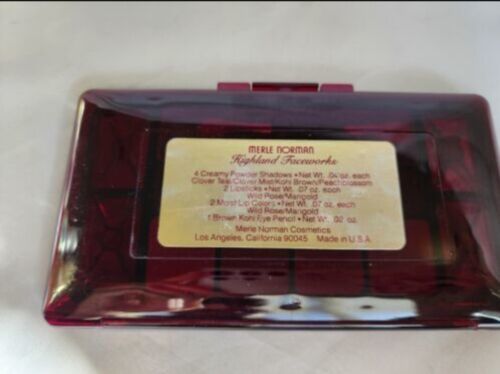 MERLE NORMAN
Highland Faceworks
4 Creamy Powder Shadows • Net Wt. .04 oz. each
Clover Tea/Clover Mist/Kohl Brown/Peachblossom
2 Lipsticks • Net Wt. .07 oz. each
Wild Rose/Marigold
2 Moist Lip Colors • Net Wt. .07 oz. each
Wild Rose/Marigold
1 Brown Kohl Eye Pencil • Net Wt. .02 oz.
Merle Norman Cosmetics
Los Angeles, California 90045 Made in U.S.A.